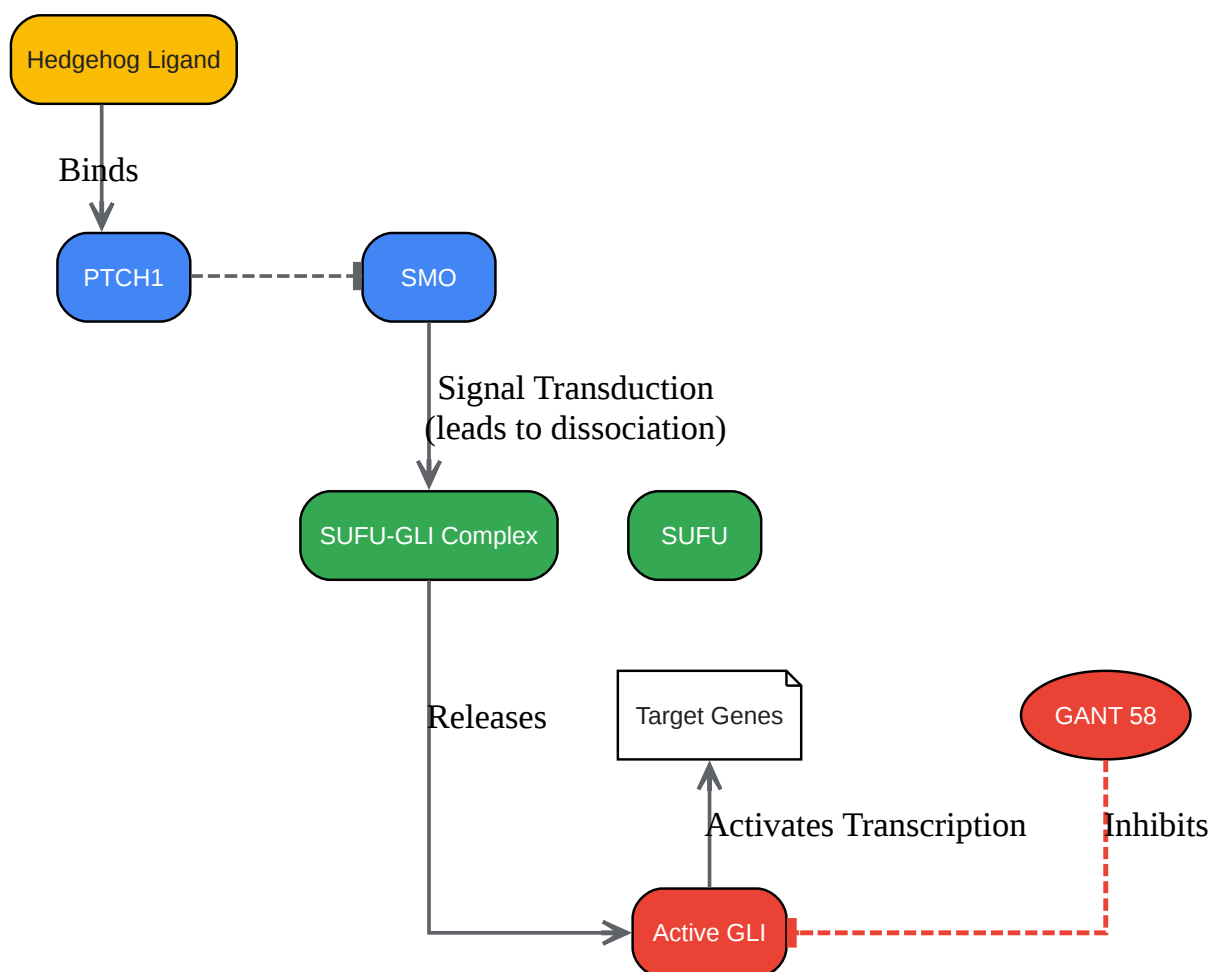 Hedgehog Ligand
Binds
PTCH1
SMO
Signal Transduction
(leads to dissociation)
SUFU-GLI Complex
SUFU
Releases
Target Genes
GANT 58
Activates Transcription
Inhibits
Active GLI